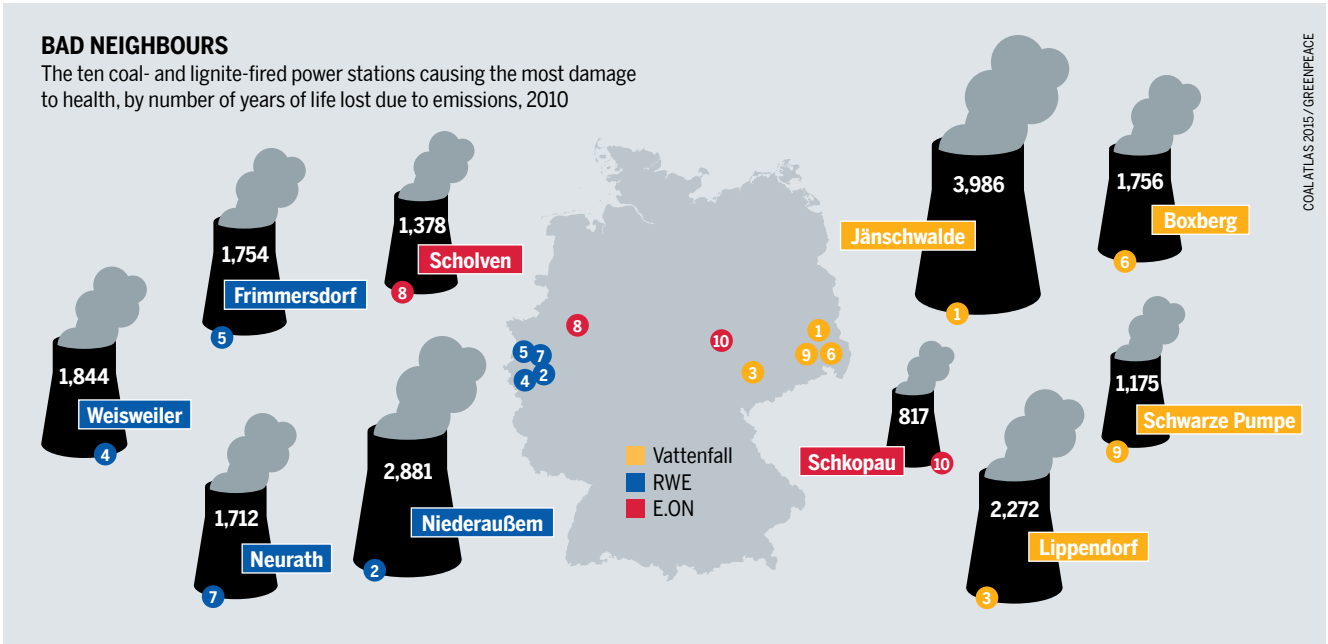 BAD NEIGHBOURS
The ten coal- and lignite-fired power stations causing the most damage
to health, by number of years of life lost due to emissions, 2010
COAL ATLAS 2015 / GREENPEACE
3,986
Jänschwalde
1
1,756
Boxberg
6
1,378
Scholven
8
1,754
Frimmersdorf
5
1,844
Weisweiler
4
1,712
Neurath
7
2,881
Niederaußem
2
8
5
7
4
2
10
1
9
6
3
Vattenfall
RWE
E.ON
817
Schkopau
10
1,175
Schwarze Pumpe
9
2,272
Lippendorf
3